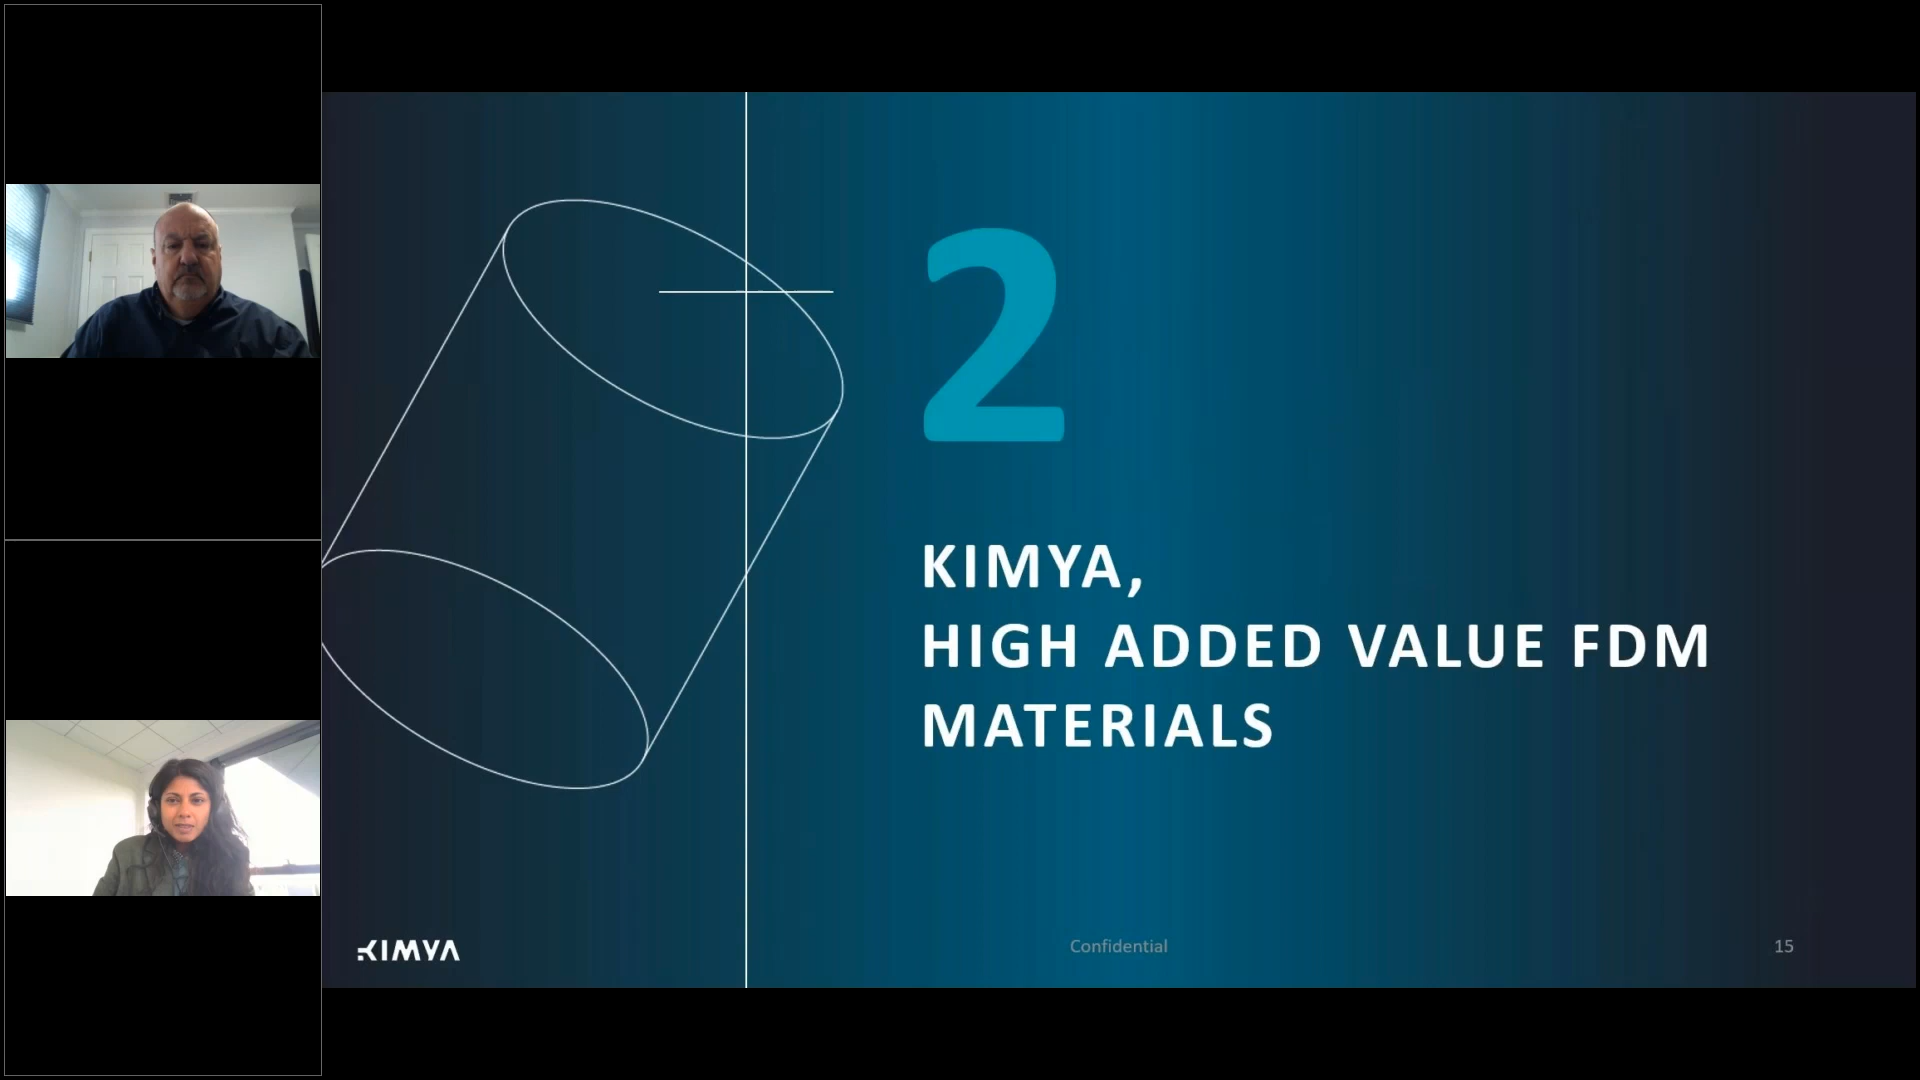 2
KIMYA,
HIGH ADDED VALUE FDM
MATERIALS
KIMYA
Confidential
15